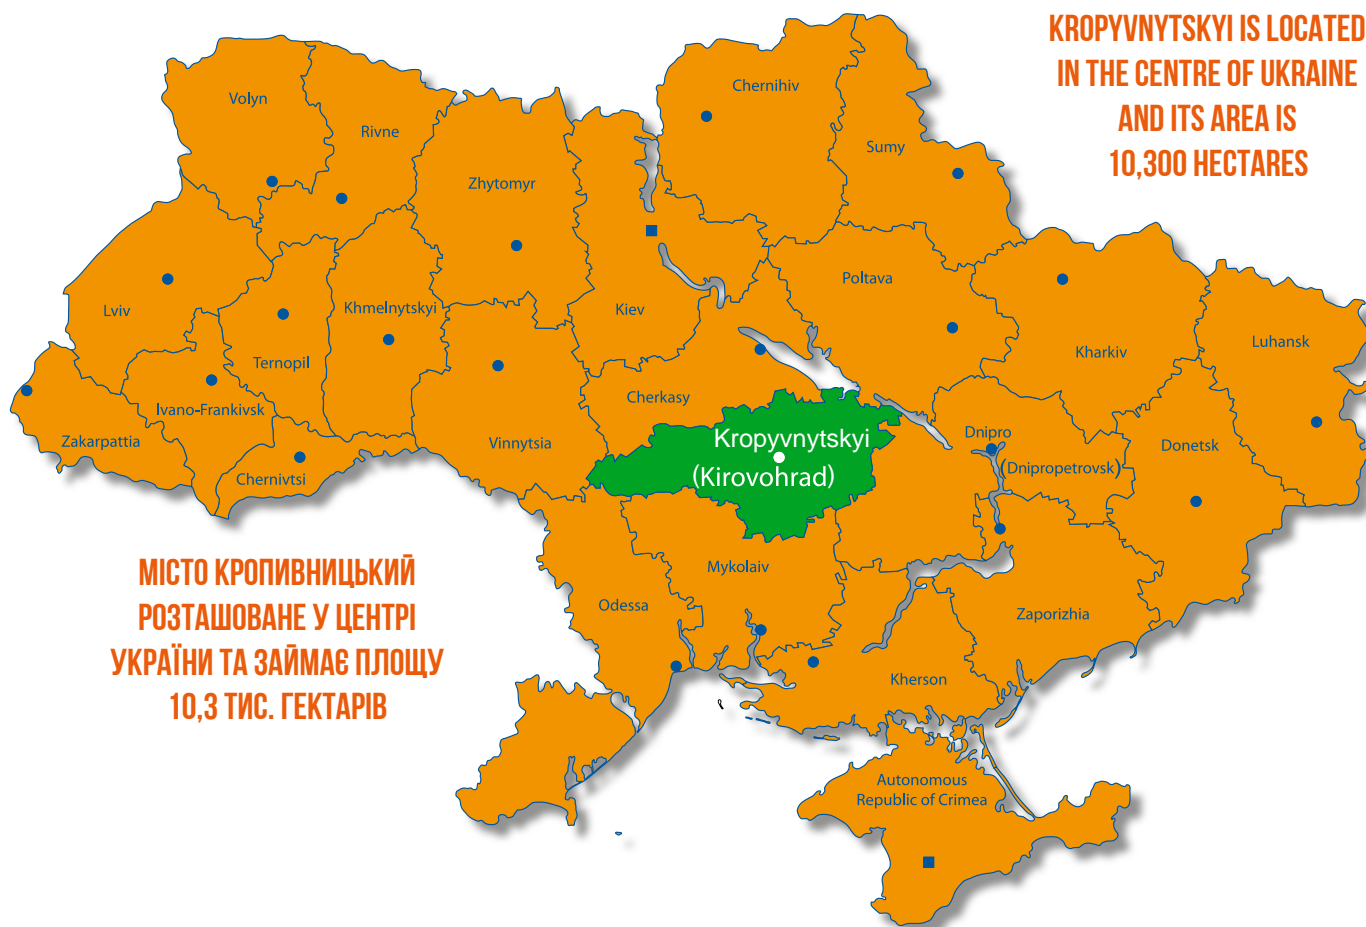 KROPYVNYTSKYI IS LOCATED
IN THE CENTRE OF UKRAINE
AND ITS AREA IS
10,300 HECTARES
Volyn
Rivne
Zhytomyr
Chernihiv
Sumy
Lviv
Ternopil
Khmelnytskyi
Kiev
Poltava
Kharkiv
Luhansk
Zakarpattia
Ivano-Frankivsk
Chernivtsi
Vinnytsia
Cherkasy
Kropyvnytskyi
(Kirovohrad)
Dnipro
(Dnipropetrovsk)
Donetsk
Odessa
Mykolaiv
Kherson
Zaporizhia
Autonomous
Republic of Crimea
МІСТО КРОПИВНИЦЬКИЙ
РОЗТАШОВАНЕ У ЦЕНТРІ
УКРАЇНИ ТА ЗАЙМАЄ ПЛОЩУ
10,3 ТИС. ГЕКТАРІВ